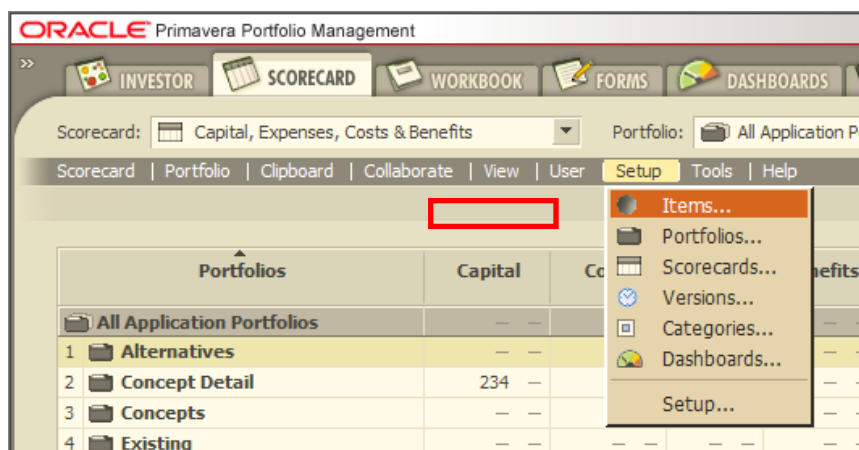 ORACLE Primavera Portfolio Management
» INVESTOR SCORECARD WORKBOOK FORMS DASHBOARDS
Scorecard: Capital, Expenses, Costs & Benefits Portfolio: All Application P
Scorecard | Portfolio | Clipboard | Collaborate | View | User Setup Tools | Help
Items...
Portfolios...
Scorecards...
Versions...
Categories...
Dashboards...
Setup...
Portfolios Capital Co nefits
All Application Portfolios — — —
1 Alternatives — — — -
2 Concept Detail 234 — — -
3 Concepts — — — -
4 Existing — — — — — — — -